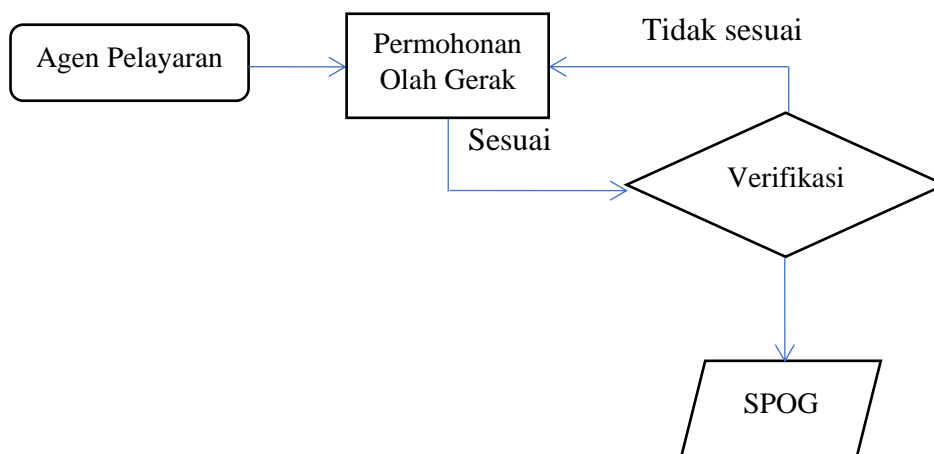 Agen Pelayaran
Permohonan
Olah Gerak
Tidak sesuai
Sesuai
Verifikasi
SPOG